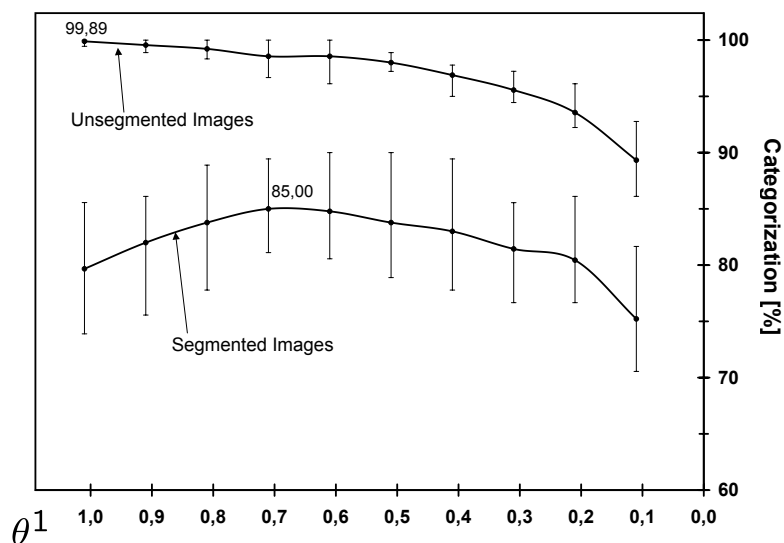 99,89
100
Unsegmented Images
90
85,00
Categorization [%]
80
Segmented Images
70
60
θ1 1,0 0,9 0,8 0,7 0,6 0,5 0,4 0,3 0,2 0,1 0,0